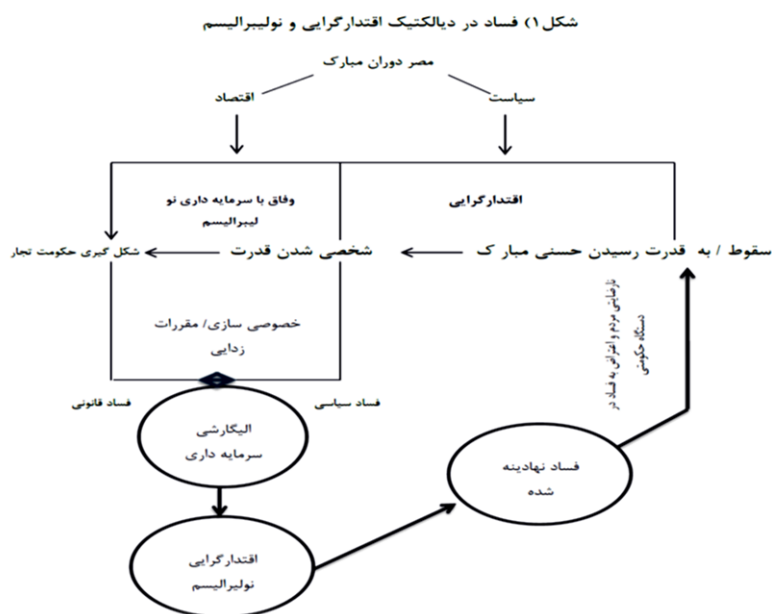 شکل۱) فساد در دیالکتیک اقتدارگرایی و نولیبرالیسم
مصر دوران مبارک
سیاست
اقتصاد
اقتدارگرایی
وفاق با سرمایه داری نو
لیبرالیسم
سقوط / به قدرت رسیدن حسنی مبارک
شخصی شدن قدرت
شکل گیری حکومت تجار
نارضایتی مردم و اعتراض به فساد در
دستگاه حکومتی
خصوصی سازی/ مقررات
زدایی
فساد سیاسی
فساد قانونی
الیگارشی
سرمایه داری
فساد نهادینه
شده
اقتدارگرایی
نولیرالیسم